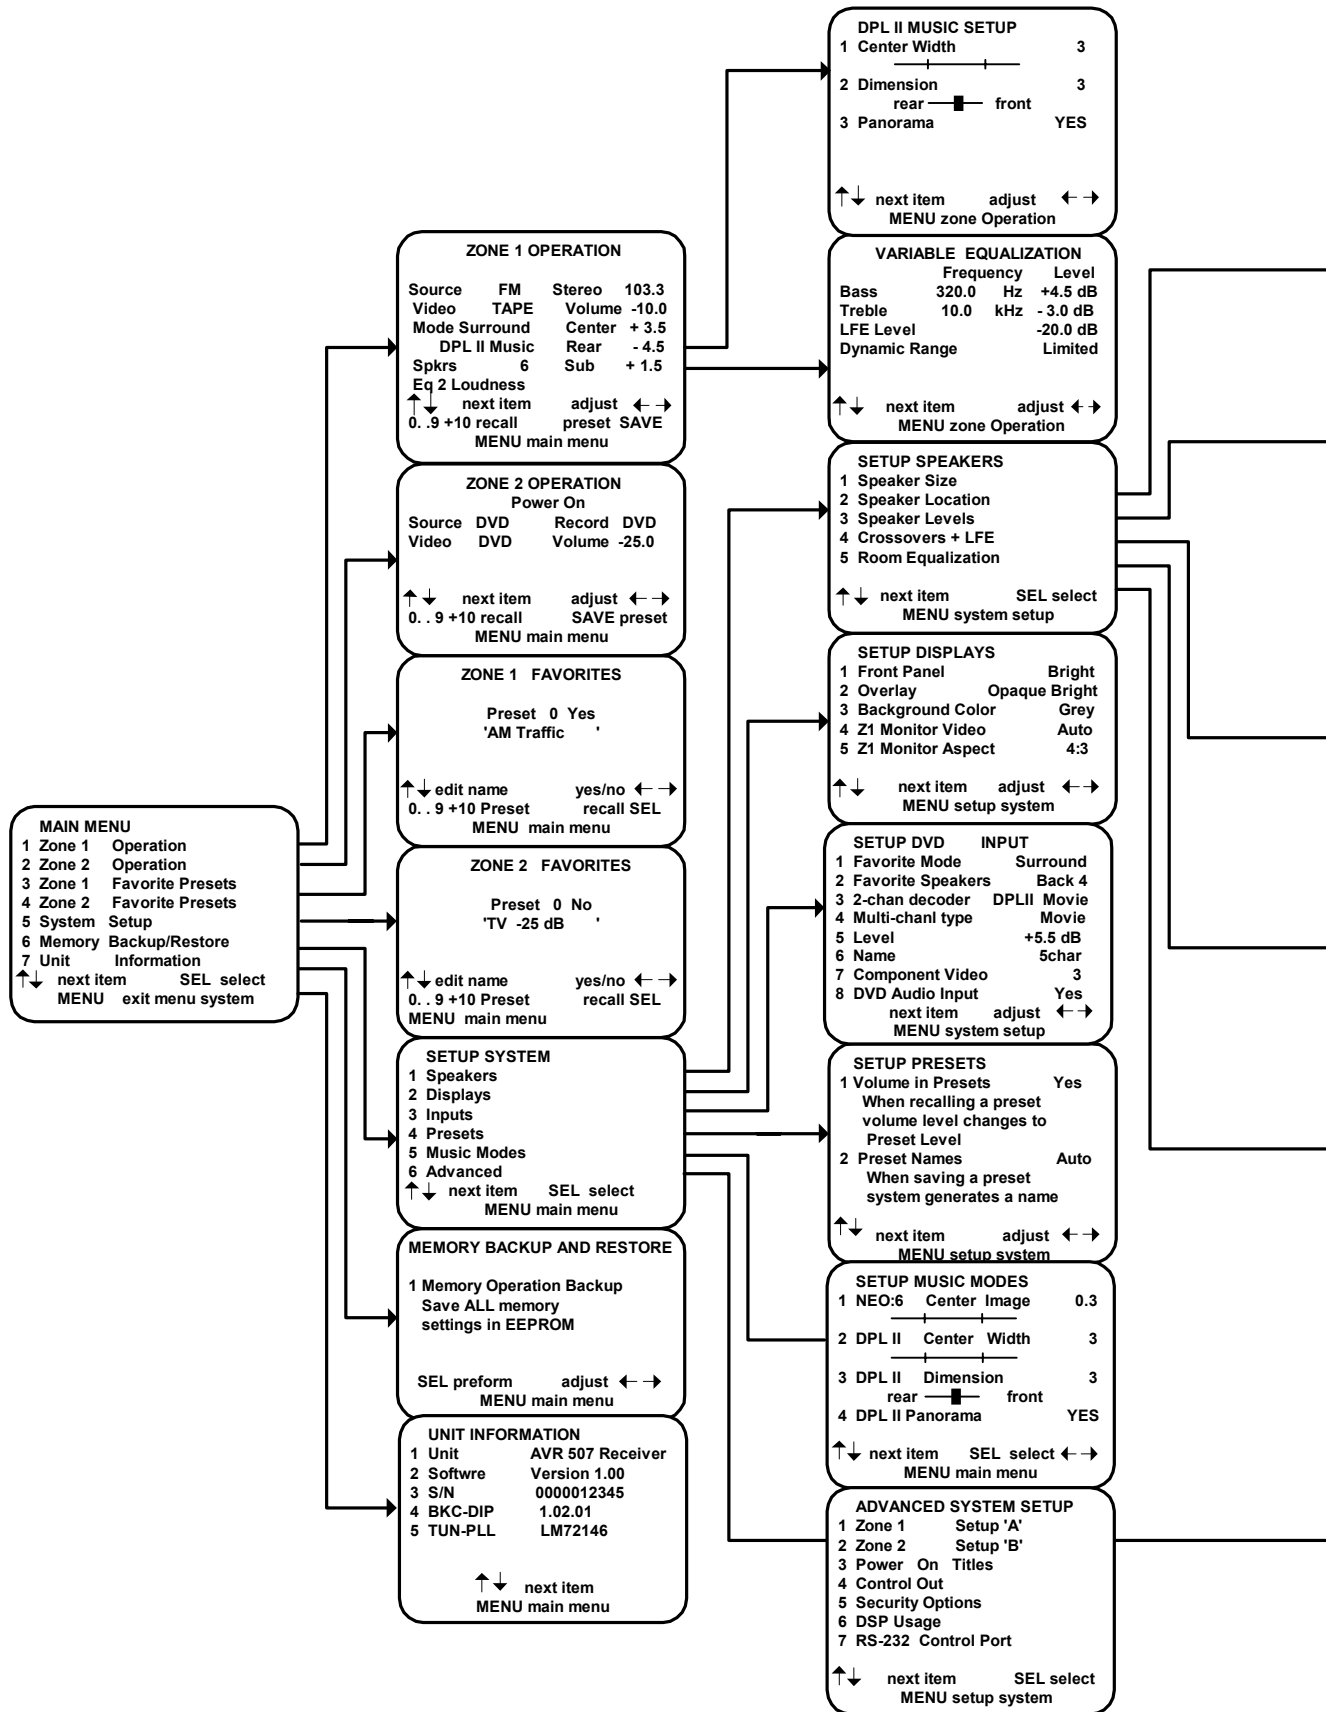 MAIN MENU
1 Zone 1 Operation
2 Zone 2 Operation
3 Zone 1 Favorite Presets
4 Zone 2 Favorite Presets
5 System Setup
6 Memory Backup/Restore
7 Unit Information
↑↓ next item SEL select
MENU exit menu system
ZONE 1 OPERATION
Source FM Stereo 103.3
Video TAPE Volume -10.0
Mode Surround Center + 3.5
DPL II Music Rear - 4.5
Spkrs 6 Sub + 1.5
Eq 2 Loudness
↑↓ next item adjust ←→
0. .9 +10 recall preset SAVE
MENU main menu
ZONE 2 OPERATION
Power On
Source DVD Record DVD
Video DVD Volume -25.0
↑↓ next item adjust ←→
0. . 9 +10 recall SAVE preset
MENU main menu
ZONE 1 FAVORITES
Preset 0 Yes
'AM Traffic '
↑↓ edit name yes/no ←→
0. . 9 +10 Preset recall SEL
MENU main menu
ZONE 2 FAVORITES
Preset 0 No
'TV -25 dB '
↑↓ edit name yes/no ←→
0. . 9 +10 Preset recall SEL
MENU main menu
SETUP SYSTEM
1 Speakers
2 Displays
3 Inputs
4 Presets
5 Music Modes
6 Advanced
↑↓ next item SEL select
MENU main menu
MEMORY BACKUP AND RESTORE
1 Memory Operation Backup
Save ALL memory
settings in EEPROM
SEL preform adjust ←→
MENU main menu
UNIT INFORMATION
1 Unit AVR 507 Receiver
2 Softwre Version 1.00
3 S/N 0000012345
4 BKC-DIP 1.02.01
5 TUN-PLL LM72146
↑↓ next item
MENU main menu
DPL II MUSIC SETUP
1 Center Width 3
2 Dimension 3
rear front
3 Panorama YES
↑↓ next item adjust ←→
MENU zone Operation
VARIABLE EQUALIZATION
Frequency Level
Bass 320.0 Hz +4.5 dB
Treble 10.0 kHz - 3.0 dB
LFE Level -20.0 dB
Dynamic Range Limited
↑↓ next item adjust ←→
MENU zone Operation
SETUP SPEAKERS
1 Speaker Size
2 Speaker Location
3 Speaker Levels
4 Crossovers + LFE
5 Room Equalization
↑↓ next item SEL select
MENU system setup
SETUP DISPLAYS
1 Front Panel Bright
2 Overlay Opaque Bright
3 Background Color Grey
4 Z1 Monitor Video Auto
5 Z1 Monitor Aspect 4:3
↑↓ next item adjust ←→
MENU setup system
SETUP DVD INPUT
1 Favorite Mode Surround
2 Favorite Speakers Back 4
3 2-chan decoder DPLII Movie
4 Multi-chanl type Movie
5 Level +5.5 dB
6 Name 5char
7 Component Video 3
8 DVD Audio Input Yes
next item adjust ←→
MENU system setup
SETUP PRESETS
1 Volume in Presets Yes
When recalling a preset
volume level changes to
Preset Level
2 Preset Names Auto
When saving a preset
system generates a name
↑↓ next item adjust ←→
MENU setup system
SETUP MUSIC MODES
1 NEO:6 Center Image 0.3
2 DPL II Center Width 3
3 DPL II Dimension 3
rear front
4 DPL II Panorama YES
↑↓ next item SEL select ←→
MENU main menu
ADVANCED SYSTEM SETUP
1 Zone 1 Setup 'A'
2 Zone 2 Setup 'B'
3 Power On Titles
4 Control Out
5 Security Options
6 DSP Usage
7 RS-232 Control Port
↑↓ next item SEL select
MENU setup system